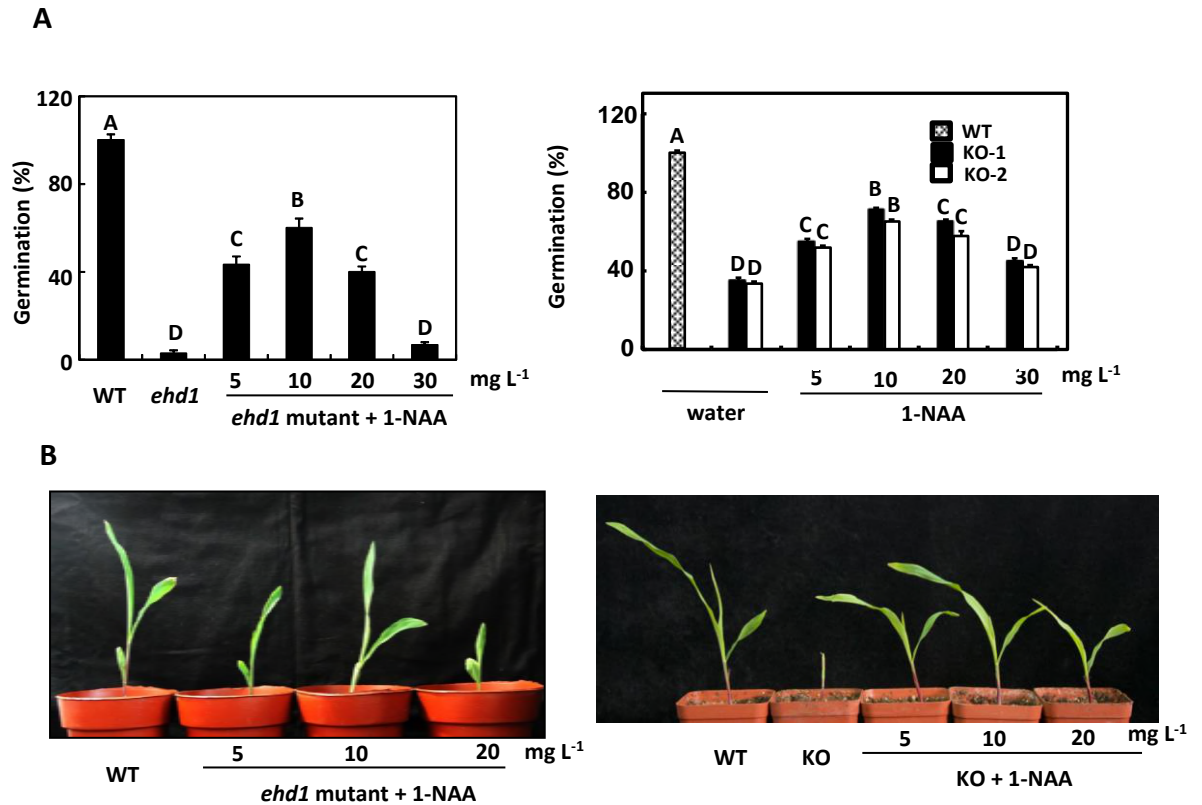 A
Germination (%)
120
80
40
0
A
D
C
B
C
D
WT
ehd1
5
10
20
30
mg L-1
ehd1 mutant + 1-NAA
Germination (%)
120
80
40
0
WT
KO-1
KO-2
A
D D
C C
B B
C C
D D
5
10
20
30
mg L-1
water
1-NAA
B
WT
5
10
20
mg L-1
ehd1 mutant + 1-NAA
WT
KO
5
10
20
mg L-1
KO + 1-NAA